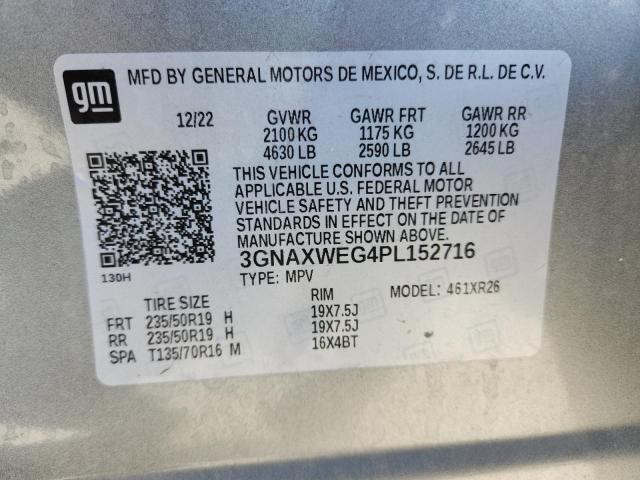 gm
MFD BY GENERAL MOTORS DE MEXICO, S. DE R.L. DE C.V.
12/22 GVWR GAWR FRT GAWR RR
2100 KG 1175 KG 1200 KG
4630 LB 2590 LB 2645 LB
THIS VEHICLE CONFORMS TO ALL
APPLICABLE U.S. FEDERAL MOTOR
VEHICLE SAFETY AND THEFT PREVENTION
STANDARDS IN EFFECT ON THE DATE OF
MANUFACTURE SHOWN ABOVE.
3GNAXWEG4PL152716
130H
TYPE: MPV MODEL: 461XR26
TIRE SIZE RIM
FRT 235/50R19 H 19X7.5J
RR 235/50R19 H 19X7.5J
SPA T135/70R16 M 16X4BT